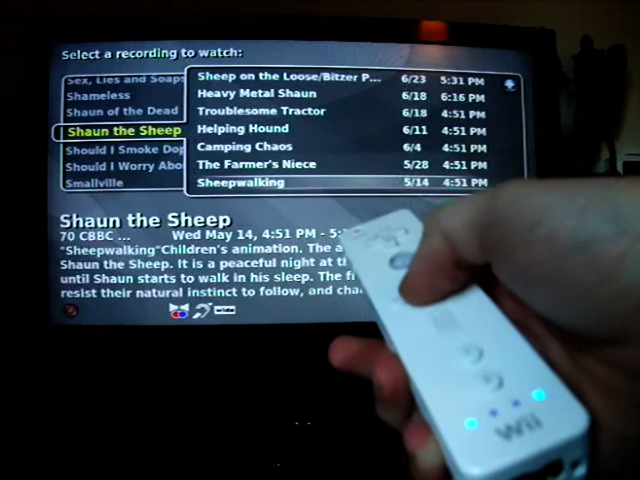 Select a recording to watch:
Sex, Lies and Soaps
Shameless
Shaun of the Dead
Shaun the Sheep
Should I Smoke Dop
Should I Worry Abo
Smallville
Sheep on the Loose/Bitzer P... 6/23 5:31 PM
Heavy Metal Shaun 6/18 6:16 PM
Troublesome Tractor 6/18 4:51 PM
Helping Hound 6/11 4:51 PM
Camping Chaos 6/4 4:51 PM
The Farmer's Niece 5/28 4:51 PM
Sheepwalking 5/14 4:51 PM
Shaun the Sheep
70 CBBC ... Wed May 14, 4:51 PM - 5:
"Sheepwalking"Children's animation. The a
Shaun the Sheep. It is a peaceful night at th
until Shaun starts to walk in his sleep. The fl
resist their natural instinct to follow, and cha
Wii